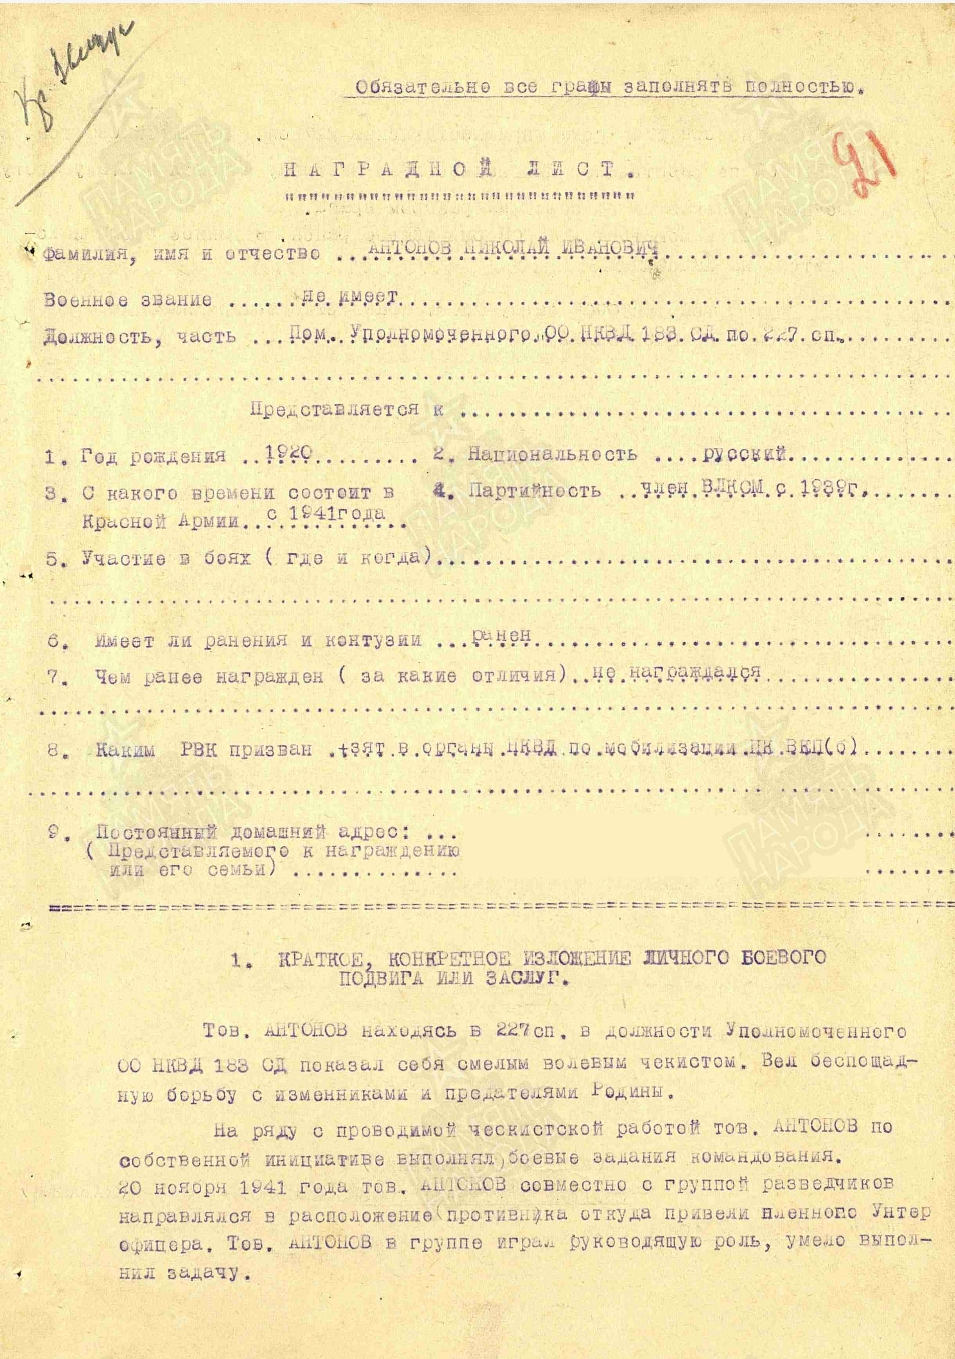 Кр. Звезда
Обязательно все графы заполнять полностью.
21
НАГРАДНОЙ ЛИСТ.
"""""""""""""""""""""""""""""
Фамилия, имя и отчество ...АНТОНОВ НИКОЛАЙ ИВАНОВИЧ
Военное звание ......не имеет
Должность, часть ...Пом. Уполномоченного ОО НКВД 183 СД по 227 сп.
Представляется к
1. Год рождения ..1920 2. Национальность ....русский
3. С какого времени состоит в 4. Партийность ..член ВЛКСМ с 1939г.
Красной Армии...с 1941года
5. Участие в боях ( где и когда)
6. Имеет ли ранения и контузии ...ранен
7. Чем ранее награжден ( за какие отличия)..не награждался
8. Каким РВК призван .+зят в органы НКВД по мобилизации ЦК ВКП(б)
9. Постоянный домашний адрес: ...
( Представляемого к награждению
или его семьи) ..............
1. КРАТКОЕ, КОНКРЕТНОЕ ИЗЛОЖЕНИЕ ЛИЧНОГО БОЕВОГО
ПОДВИГА ИЛИ ЗАСЛУГ.
Тов. АНТОНОВ находясь в 227сп. в должности Уполномоченного
ОО НКВД 183 СД показал себя смелым волевым чекистом. Вел беспощад-
ную борьбу с изменниками и предателями Родины.
На ряду с проводимой ческистской работой тов. АНТОНОВ по
собственной инициативе выполнял боевые задания командования.
20 ноября 1941 года тов. АНТОНОВ совместно с группой разведчиков
направлялся в расположение противника откуда привели пленного Унтер
офицера. Тов. АНТОНОВ в группе играл руководящую роль, умело выпол-
нил задачу.
ПАМЯТЬ НАРОДА